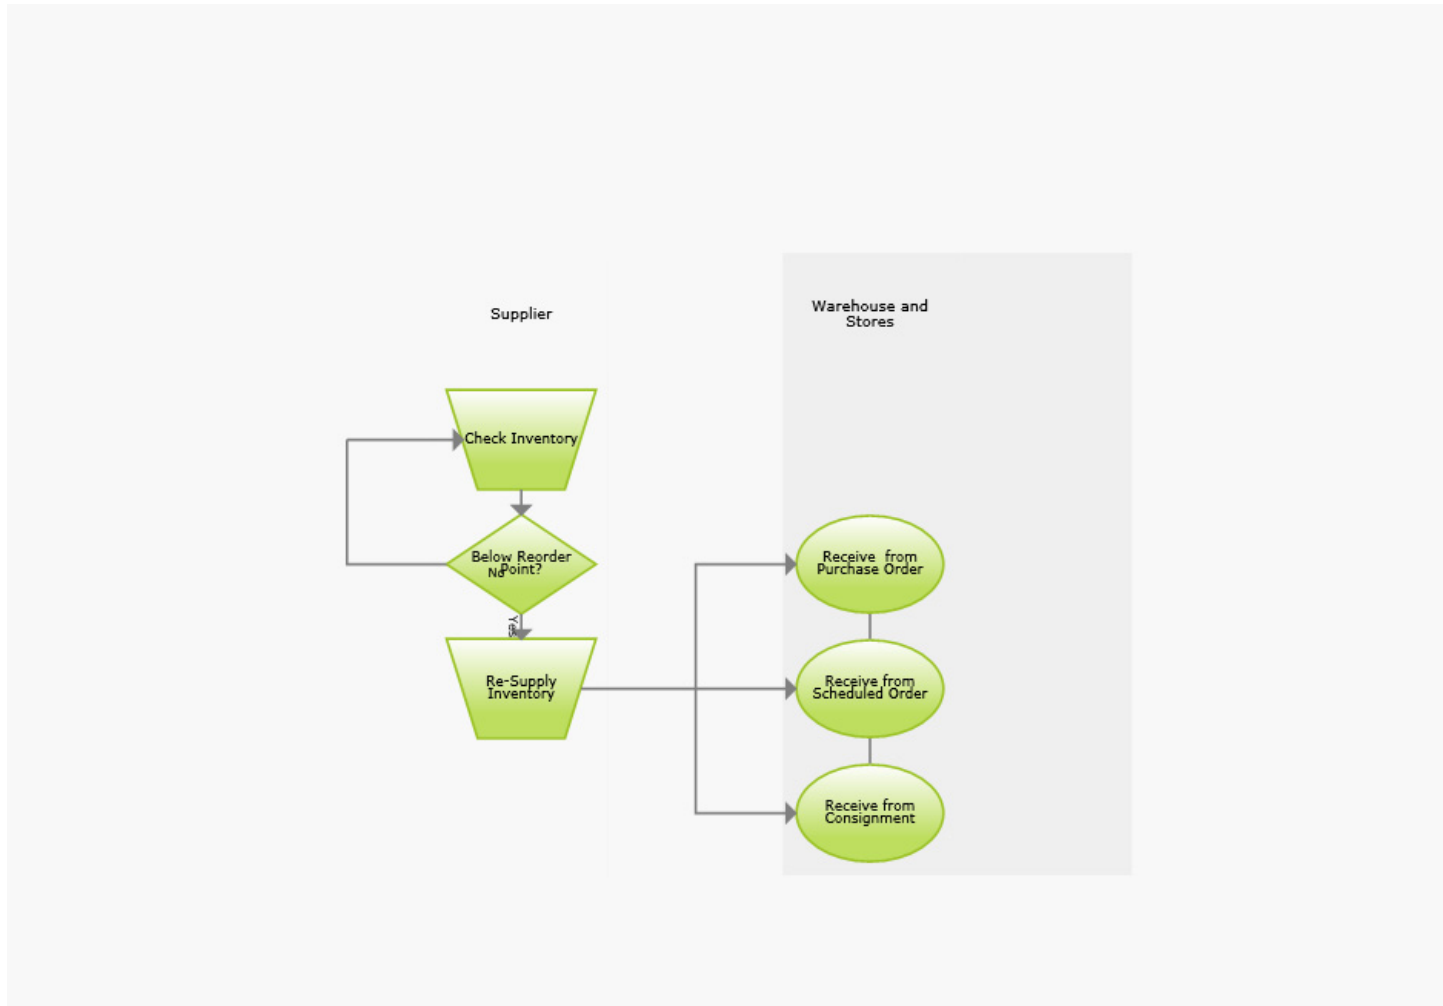 Supplier
Warehouse and
Stores
Check Inventory
Below Reorder
Point?
No
Yes
Receive  from
Purchase Order
Re-Supply
Inventory
Receive from
Scheduled Order
Receive from
Consignment